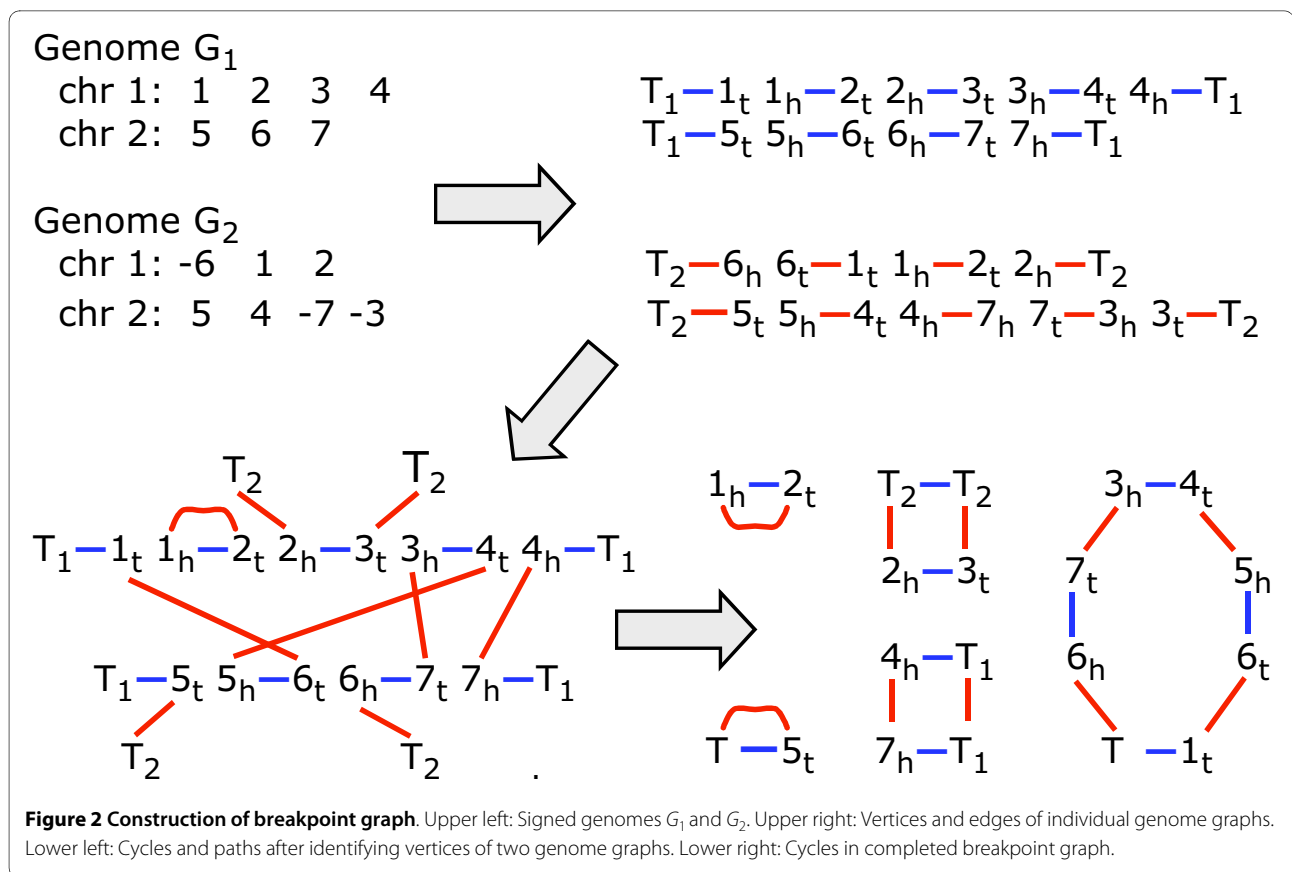 Genome G₁
chr 1: 1 2 3 4
chr 2: 5 6 7
T₁—1ₜ 1ₕ—2ₜ 2ₕ—3ₜ 3ₕ—4ₜ 4ₕ—T₁
T₁—5ₜ 5ₕ—6ₜ 6ₕ—7ₜ 7ₕ—T₁
Genome G₂
chr 1: -6 1 2
chr 2: 5 4 -7 -3
T₂—6ₕ 6ₜ—1ₜ 1ₕ—2ₜ 2ₕ—T₂
T₂—5ₜ 5ₕ—4ₜ 4ₕ—7ₕ 7ₜ—3ₕ 3ₜ—T₂
T₂ T₂
T₁—1ₜ 1ₕ—2ₜ 2ₕ—3ₜ 3ₕ—4ₜ 4ₕ—T₁
T₁—5ₜ 5ₕ—6ₜ 6ₕ—7ₜ 7ₕ—T₁
T₂ T₂ .
1ₕ—2ₜ
T—5ₜ
T₂—T₂
2ₕ—3ₜ
4ₕ—T₁
7ₕ—T₁
3ₕ—4ₜ
7ₜ 5ₕ
6ₕ 6ₜ
T—1ₜ
Figure 2 Construction of breakpoint graph. Upper left: Signed genomes G₁ and G₂. Upper right: Vertices and edges of individual genome graphs.
Lower left: Cycles and paths after identifying vertices of two genome graphs. Lower right: Cycles in completed breakpoint graph.